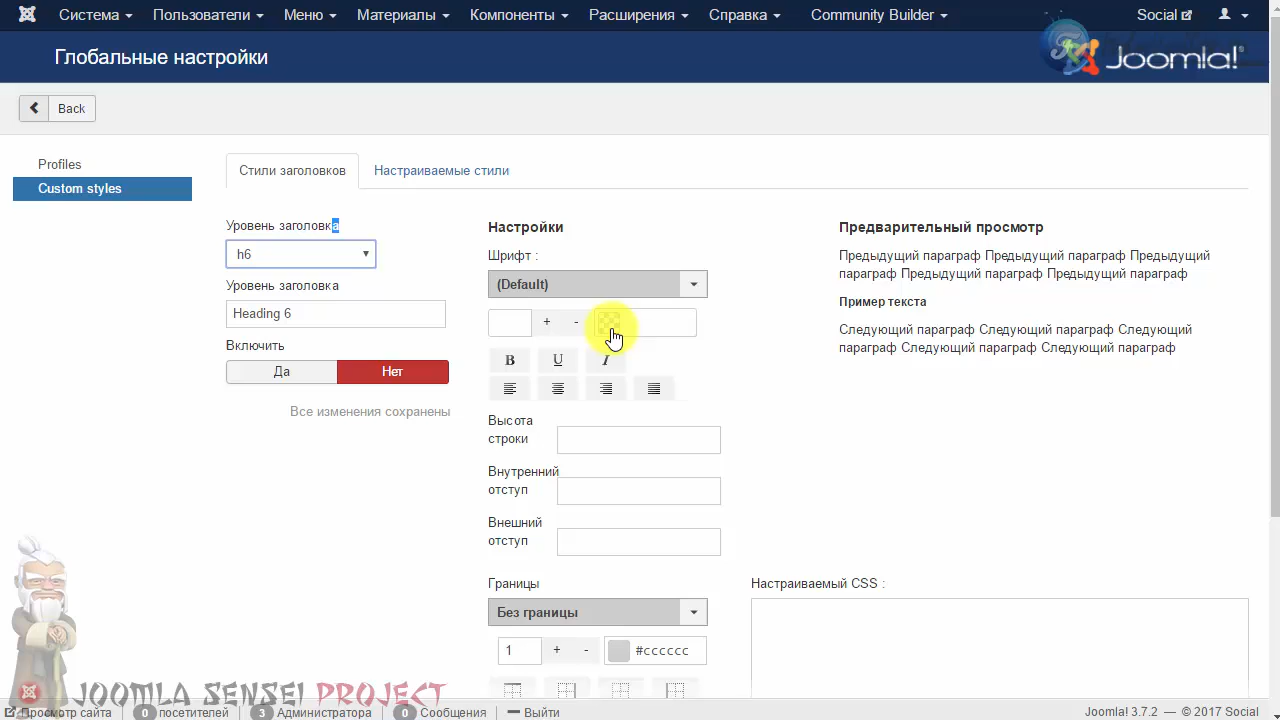 Система Пользователи Меню Материалы Компоненты Расширения Справка Community Builder Social
Глобальные настройки
Joomla!
Back
Profiles
Custom styles
Стили заголовков
Настраиваемые стили
Уровень заголовка
h6
Уровень заголовка
Heading 6
Включить
Да
Нет
Все изменения сохранены
Настройки
Шрифт :
(Default)
+ -
B U I
Высота
строки
Внутренний
отступ
Внешний
отступ
Границы
Без границы
1 + - #cccccc
Предварительный просмотр
Предыдущий параграф Предыдущий параграф Предыдущий
параграф Предыдущий параграф Предыдущий параграф
Пример текста
Следующий параграф Следующий параграф Следующий
параграф Следующий параграф Следующий параграф
Настраиваемый CSS :
JOOMLA SENSEI PROJECT
Просмотр сайта 0 посетителей 3 Администратора 0 Сообщения Выйти
Joomla! 3.7.2 — © 2017 Social